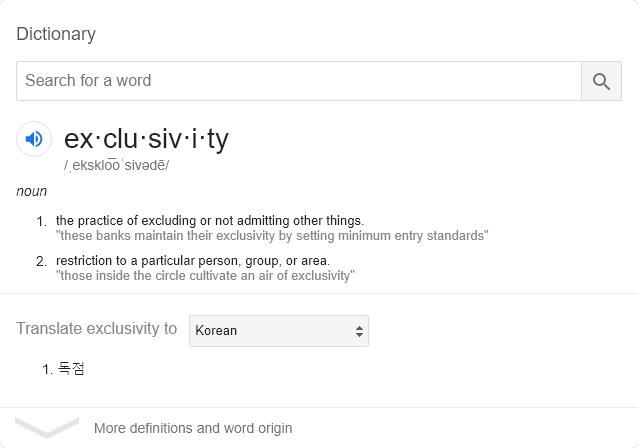 Dictionary
Search for a word
ex·clu·siv·i·ty
/ˌeksklo͞oˈsivədē/
noun
1. the practice of excluding or not admitting other things.
"these banks maintain their exclusivity by setting minimum entry standards"
2. restriction to a particular person, group, or area.
"those inside the circle cultivate an air of exclusivity"
Translate exclusivity to Korean
1. 독점
More definitions and word origin